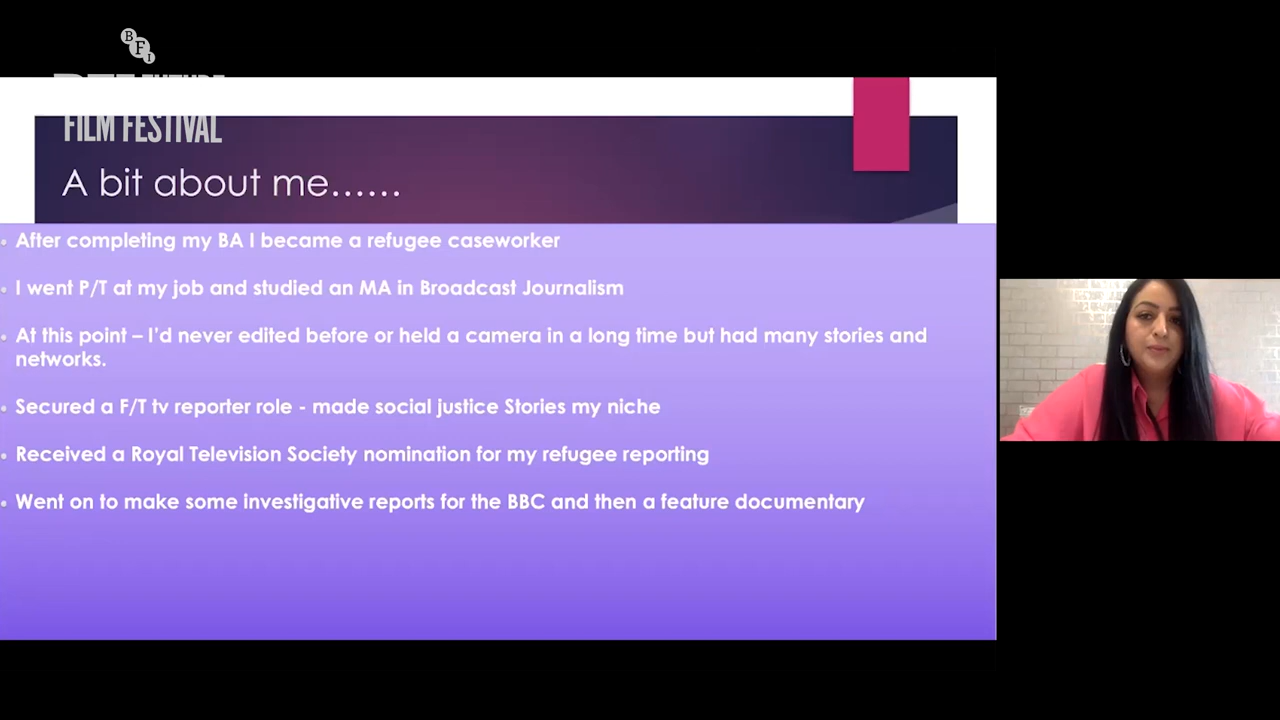 BFI
FILM FESTIVAL
A bit about me......
After completing my BA I became a refugee caseworker
I went P/T at my job and studied an MA in Broadcast Journalism
At this point – I'd never edited before or held a camera in a long time but had many stories and
networks.
Secured a F/T tv reporter role - made social justice Stories my niche
Received a Royal Television Society nomination for my refugee reporting
Went on to make some investigative reports for the BBC and then a feature documentary